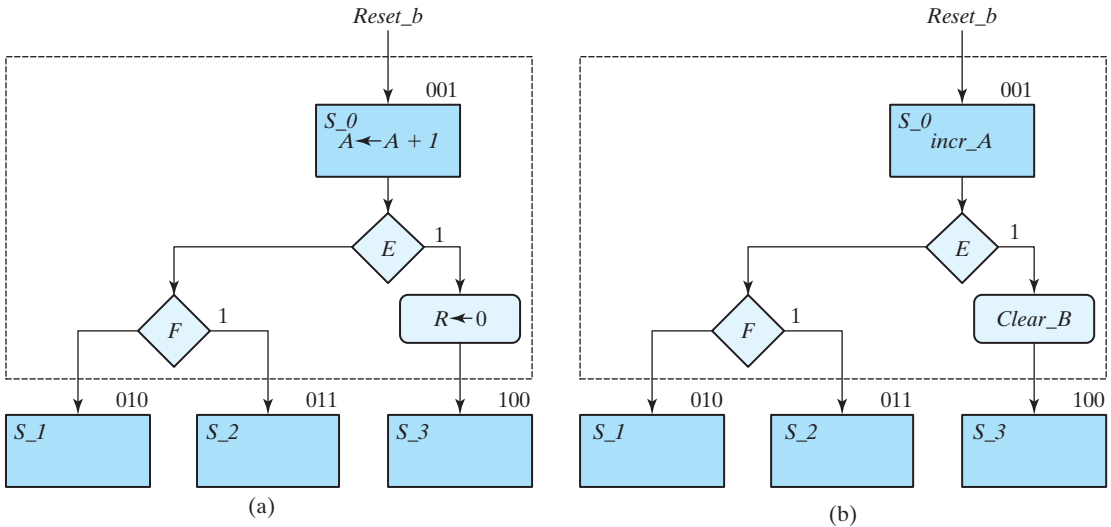 Reset_b
001
S_0
A ← A + 1
E
1
F
1
R ← 0
010
S_1
011
S_2
100
S_3
(a)
Reset_b
001
S_0
incr_A
E
1
F
1
Clear_B
010
S_1
011
S_2
100
S_3
(b)